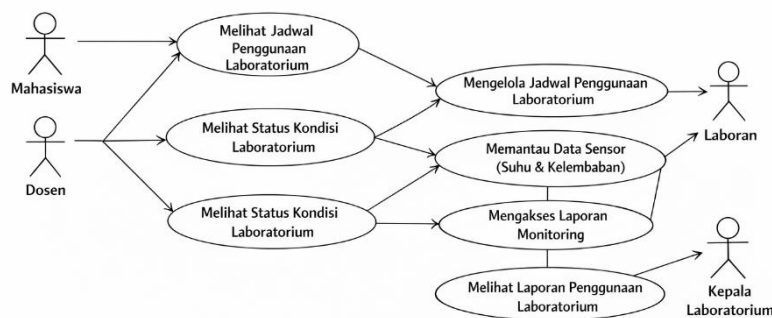 Mahasiswa
Dosen
Melihat Jadwal
Penggunaan
Laboratorium
Melihat Status Kondisi
Laboratorium
Melihat Status Kondisi
Laboratorium
Mengelola Jadwal Penggunaan
Laboratorium
Memantau Data Sensor
(Suhu & Kelembaban)
Mengakses Laporan
Monitoring
Melihat Laporan Penggunaan
Laboratorium
Laboran
Kepala
Laboratorium